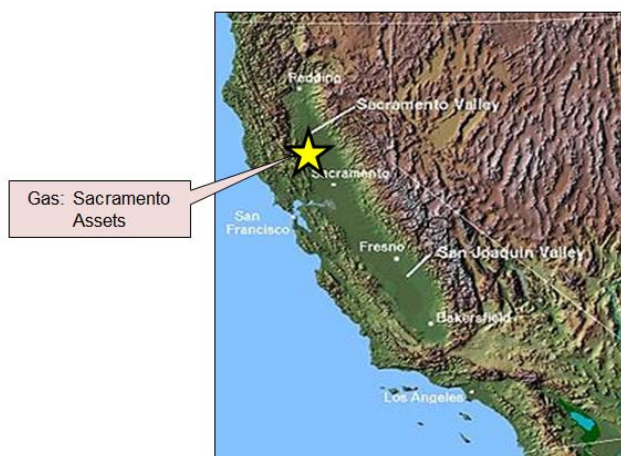 Redding
Sacramento Valley
Sacramento
Gas: Sacramento
Assets
San
Francisco
Fresno
San Joaquin Valley
Bakersfield
Los Angeles